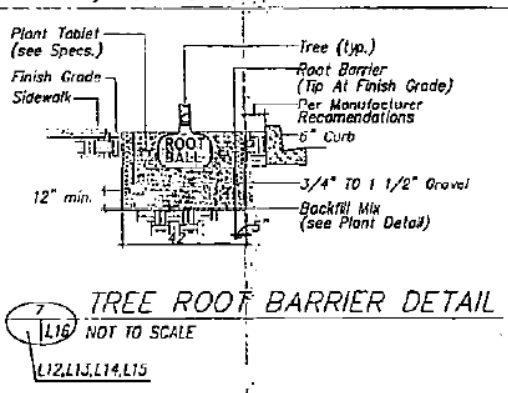 Plant Tablet
(see Specs.)
Finish Grade
Sidewalk
Tree (typ.)
Root Barrier
(Tip At Finish Grade)
Per Manufacturer
Recomendations
6" Curb
ROOT
BALL
12" min.
3/4" TO 1 1/2" Gravel
Backfill Mix
(see Plant Detail)
42"
TREE ROOT BARRIER DETAIL
7
L16
NOT TO SCALE
L12,L13,L14,L15